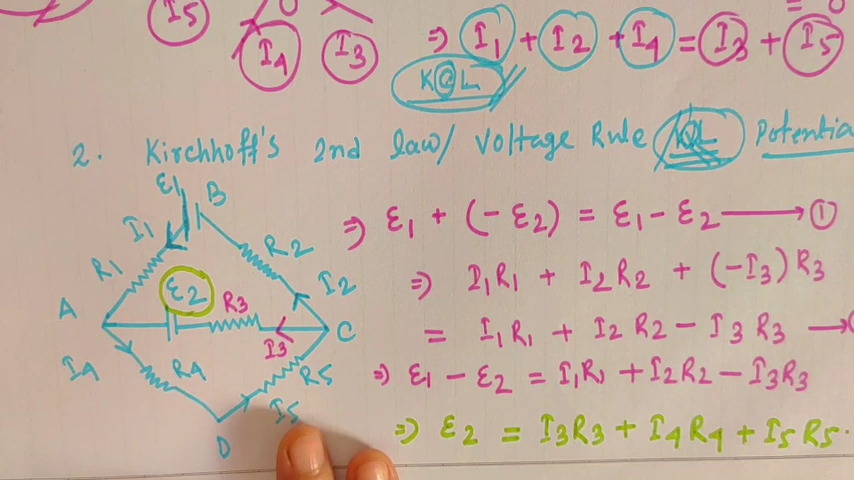 = 0
I5 I4 I3 ⇒ I1 + I2 + I4 = I3 + I5
KCL
2. Kirchhoff's 2nd law/ Voltage Rule Potentia
ε1 B
I1 R2
R1 I2
ε2
A R3 C
I3
I4 R4 R5
I5
D
⇒ ε1 + (-ε2) = ε1 - ε2 → ①
⇒ I1R1 + I2R2 + (-I3)R3
= I1R1 + I2R2 - I3R3 →
⇒ ε1 - ε2 = I1R1 + I2R2 - I3R3
⇒ ε2 = I3R3 + I4R4 + I5R5.